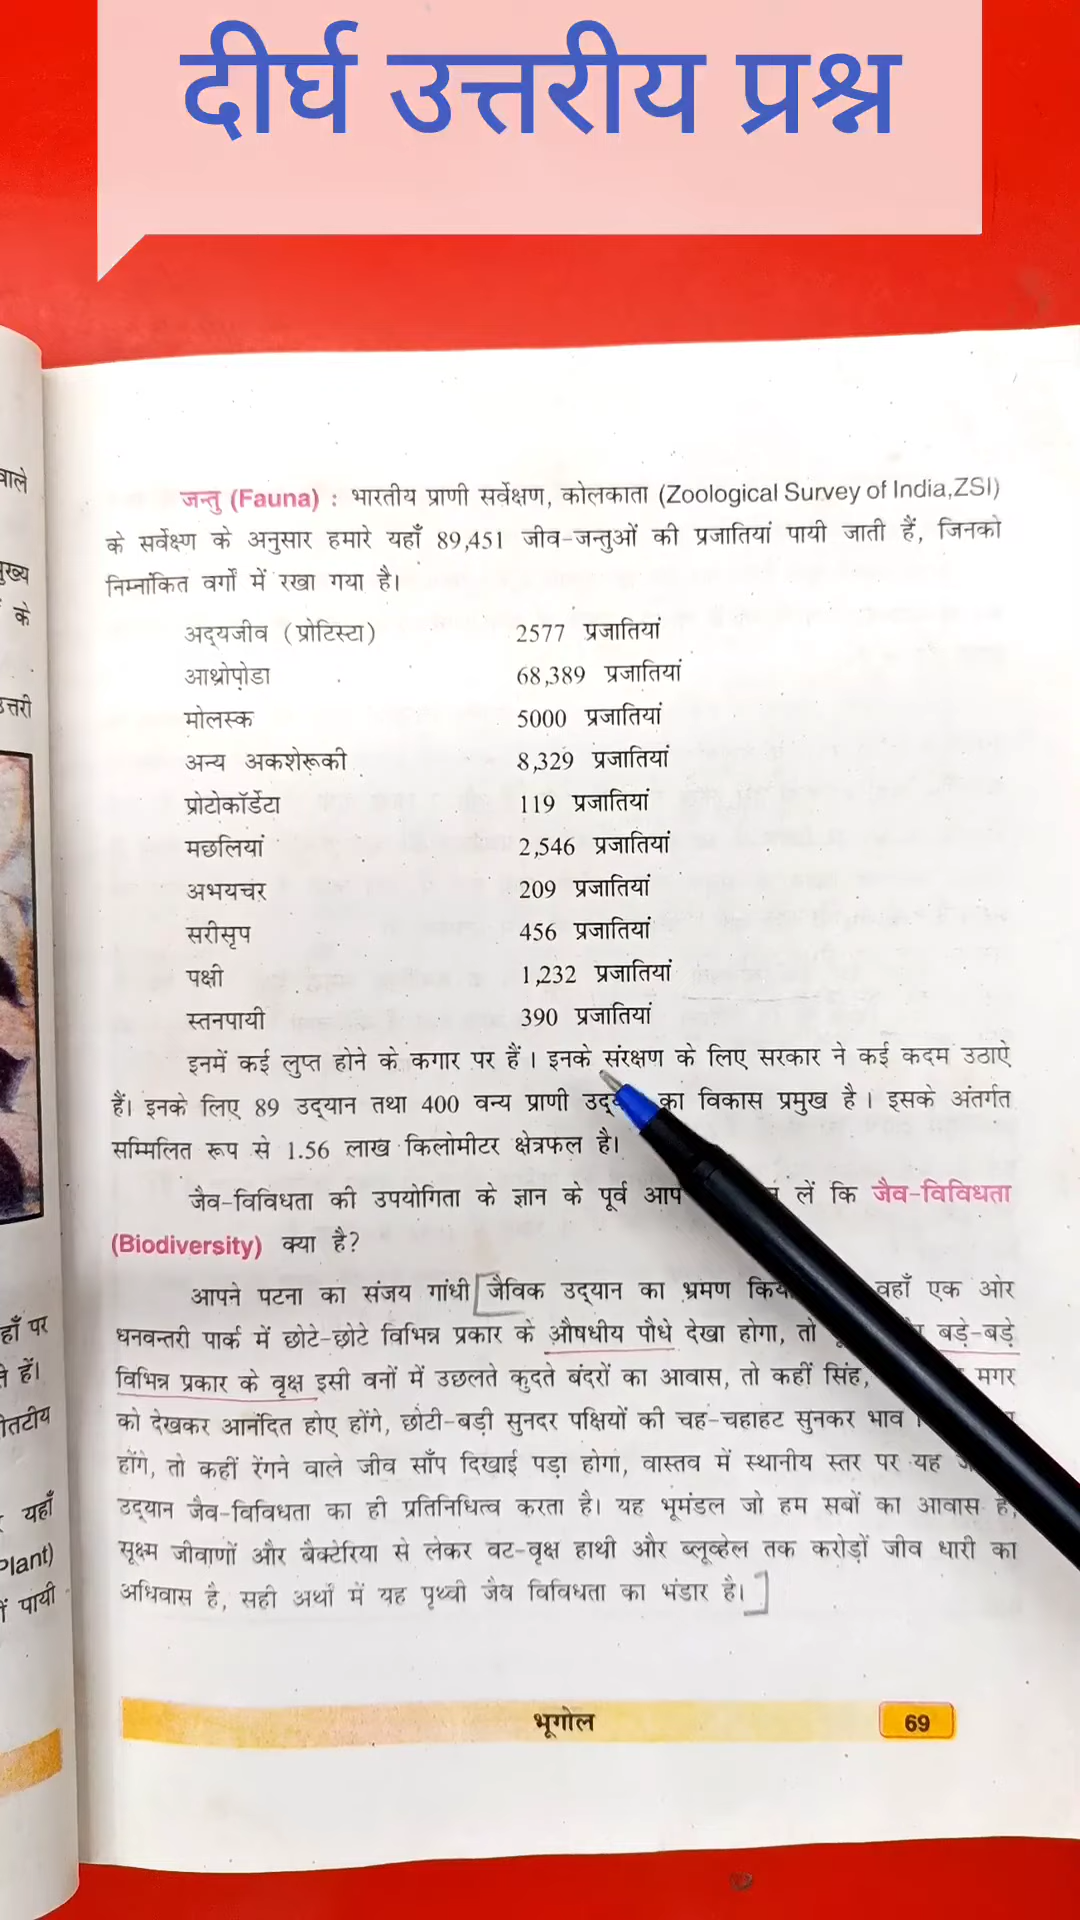 दीर्घ उत्तरीय प्रश्न
वाले
मुख्य
के
उत्तरी
हाँ पर
हैं।
यहाँ
Plant)
पायी
जन्तु (Fauna) : भारतीय प्राणी सर्वेक्षण, कोलकाता (Zoological Survey of India,ZSI)
के सर्वेक्ष्ण के अनुसार हमारे यहाँ 89,451 जीव-जन्तुओं की प्रजातियां पायी जाती हैं, जिनको
निम्नांकित वर्गों में रखा गया है।
अद्यजीव (प्रोटिस्टा) 2577 प्रजातियां
आथ्रोपोडा 68,389 प्रजातियां
मोलस्क 5000 प्रजातियां
अन्य अकशेरूकी 8,329 प्रजातियां
प्रोटोकॉर्डेटा 119 प्रजातियां
मछलियां 2,546 प्रजातियां
अभयचर 209 प्रजातियां
सरीसृप 456 प्रजातियां
पक्षी 1,232 प्रजातियां
स्तनपायी 390 प्रजातियां
इनमें कई लुप्त होने के कगार पर हैं। इनके संरक्षण के लिए सरकार ने कई कदम उठाऐ
हैं। इनके लिए 89 उद्यान तथा 400 वन्य प्राणी का विकास प्रमुख है। इसके अंतर्गत
सम्मिलित रूप से 1.56 लाख किलोमीटर क्षेत्रफल है।
जैव-विविधता की उपयोगिता के ज्ञान के पूर्व आप लें कि जैव-विविधता
(Biodiversity) क्या है?
आपने पटना का संजय गांधी [जैविक उद्यान का भ्रमण वहाँ एक ओर
धनवन्तरी पार्क में छोटे-छोटे विभिन्न प्रकार के औषधीय पौधे देखा होगा, तो बड़े-बड़े
विभिन्न प्रकार के वृक्ष इसी वनों में उछलते कुदते बंदरों का आवास, तो कहीं सिंह, मगर
को देखकर आनंदित होए होंगे, छोटी-बड़ी सुनदर पक्षियों की चह-चहाहट सुनकर भाव
होंगे, तो कहीं रेंगने वाले जीव साँप दिखाई पड़ा होगा, वास्तव में स्थानीय स्तर पर यह
उद्यान जैव-विविधता का ही प्रतिनिधित्व करता है। यह भूमंडल जो हम सबों का आवास है,
सूक्ष्म जीवाणों और बैक्टेरिया से लेकर वट-वृक्ष हाथी और ब्लूव्हेल तक करोड़ों जीव धारी का
अधिवास है, सही अर्थों में यह पृथ्वी जैव विविधता का भंडार है।]
भूगोल 69